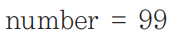 number = 99